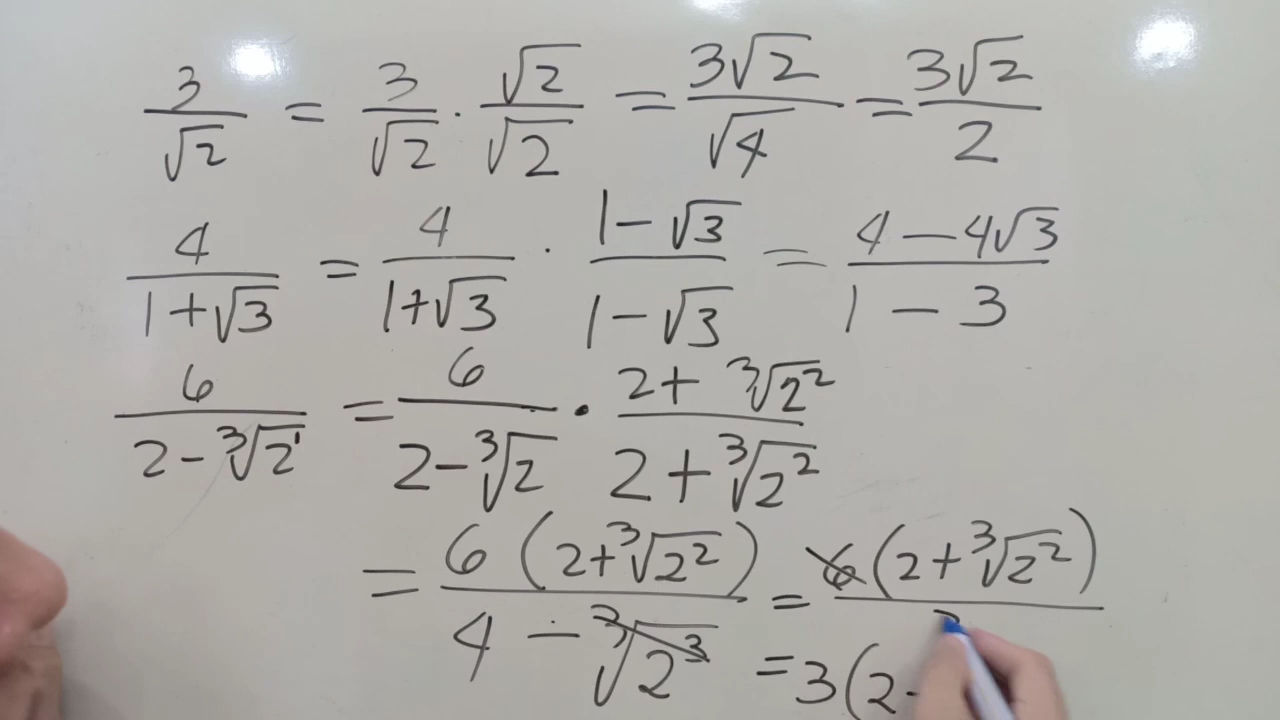 3/√2 = 3/√2 · √2/√2 = 3√2/√4 = 3√2/2
4/(1+√3) = 4/(1+√3) · (1-√3)/(1-√3) = (4-4√3)/(1-3)
6/(2-∛2¹) = 6/(2-∛2) · (2+∛2²)/(2+∛2²)
= 6(2+∛2²)/(4-∛2³) = 6(2+∛2²)/
= 3(2